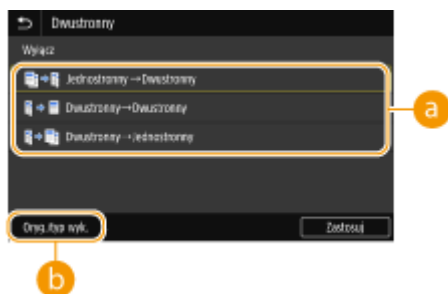 Dwustronny
Wyłącz
Jednostronny→Dwustronny
Dwustronny→Dwustronny
Dwustronny→Jednostronny
a
Oryg./typ wyk.
Zastosuj
b